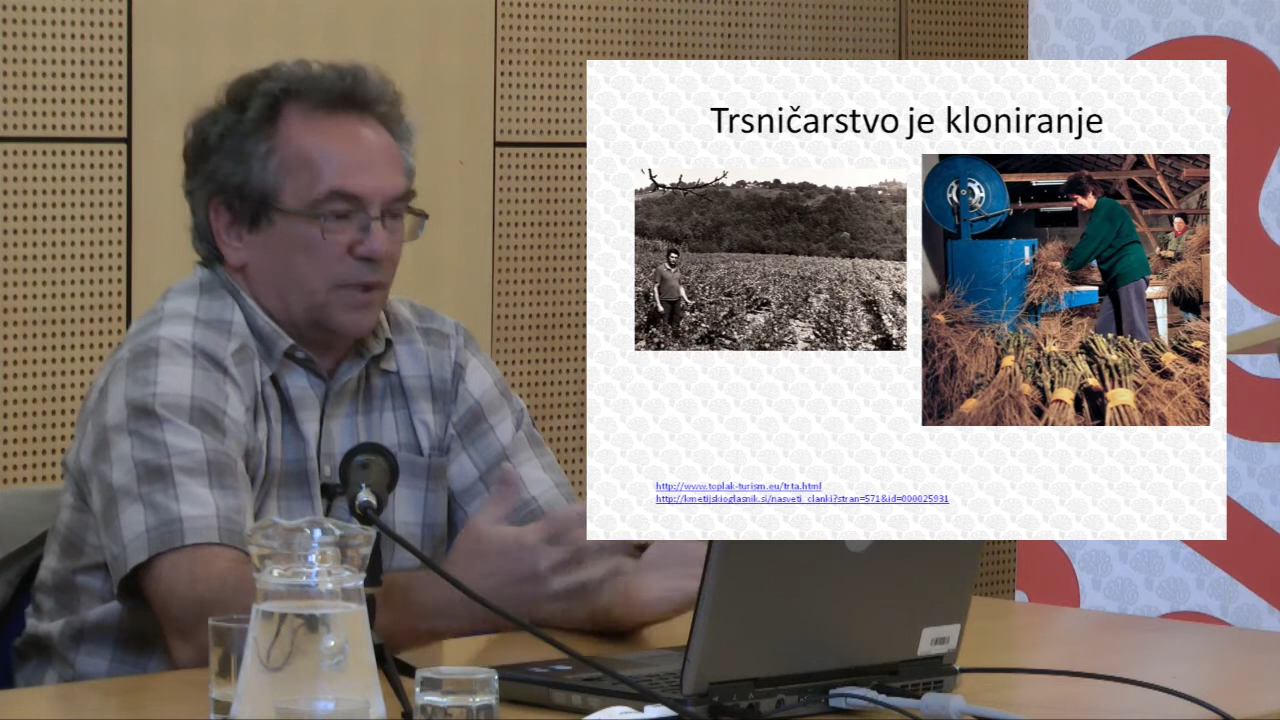 Trsničarstvo je kloniranje
http://www.toplak-turism.eu/trta.html
http://kmetijskioglasnik.si/nasveti_clanki?stran=571&id=000025931